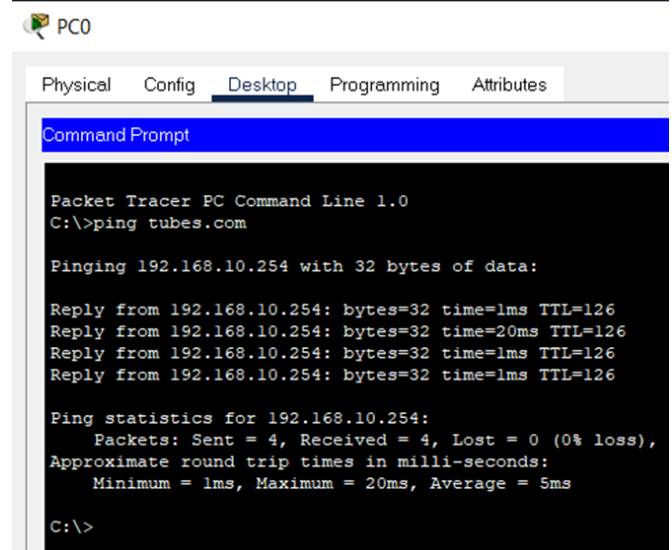 PC0
Physical Config Desktop Programming Attributes
Command Prompt
Packet Tracer PC Command Line 1.0
C:\>ping tubes.com
Pinging 192.168.10.254 with 32 bytes of data:
Reply from 192.168.10.254: bytes=32 time=1ms TTL=126
Reply from 192.168.10.254: bytes=32 time=20ms TTL=126
Reply from 192.168.10.254: bytes=32 time=1ms TTL=126
Reply from 192.168.10.254: bytes=32 time=1ms TTL=126
Ping statistics for 192.168.10.254:
Packets: Sent = 4, Received = 4, Lost = 0 (0% loss),
Approximate round trip times in milli-seconds:
Minimum = 1ms, Maximum = 20ms, Average = 5ms
C:\>